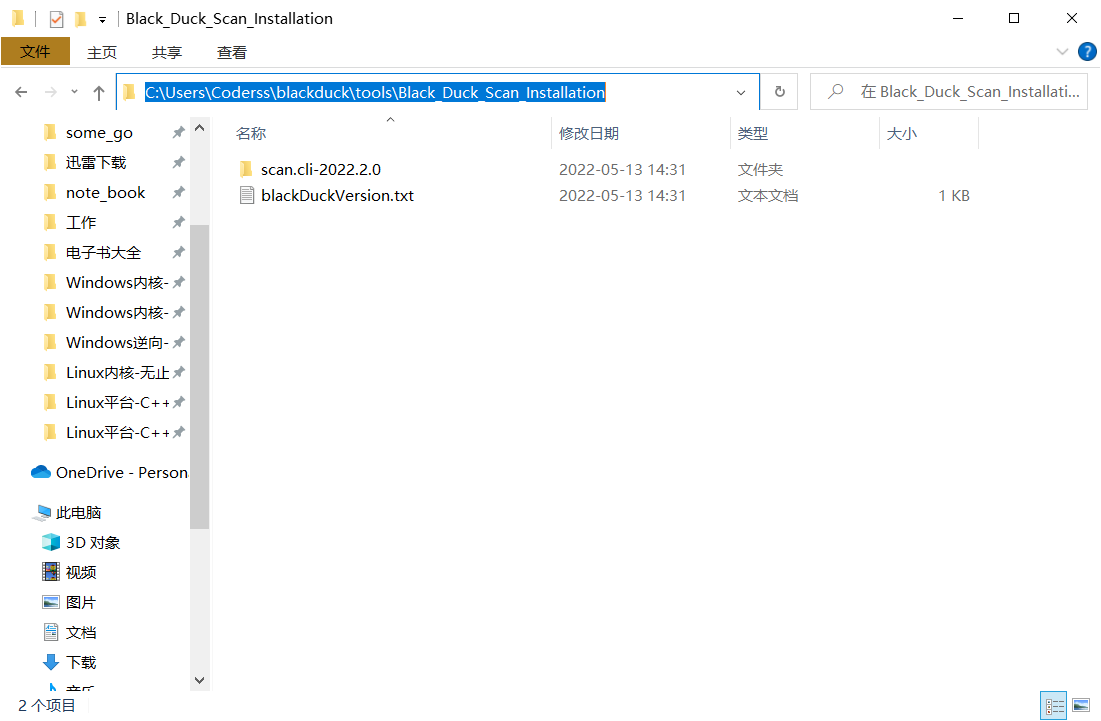 Black_Duck_Scan_Installation
文件 主页 共享 查看
C:\Users\Coderss\blackduck\tools\Black_Duck_Scan_Installation 在 Black_Duck_Scan_Installati...
名称 修改日期 类型 大小
scan.cli-2022.2.0 2022-05-13 14:31 文件夹
blackDuckVersion.txt 2022-05-13 14:31 文本文档 1 KB
some_go
迅雷下载
note_book
工作
电子书大全
Windows内核-
Windows内核-
Windows逆向-
Linux内核-无止
Linux平台-C++
Linux平台-C++
OneDrive - Person
此电脑
3D 对象
视频
图片
文档
下载
音乐
2 个项目